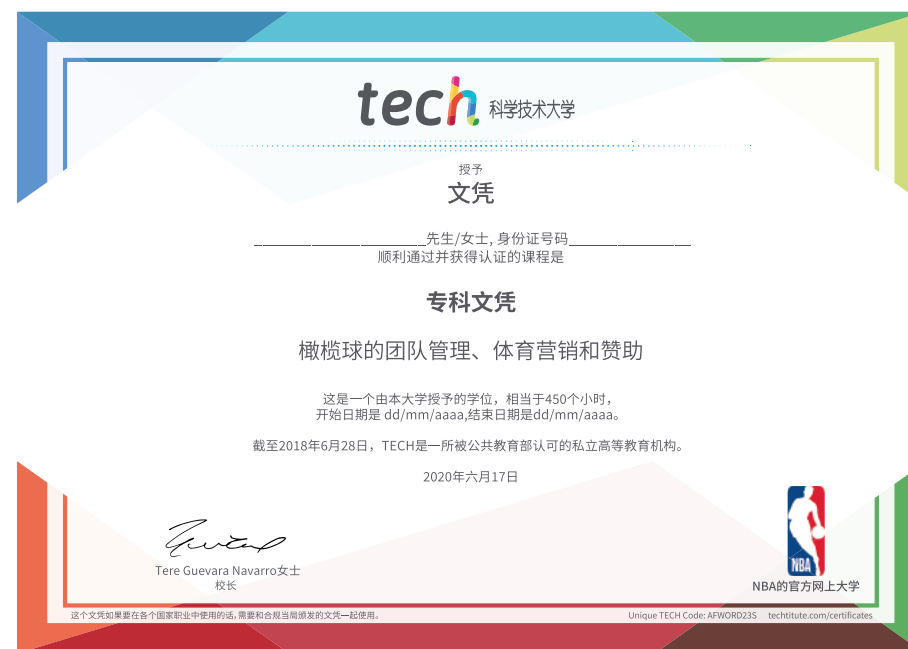 tech 科学技术大学
授予
文凭
_______________________先生/女士, 身份证号码________________
顺利通过并获得认证的课程是
专科文凭
橄榄球的团队管理、体育营销和赞助
这是一个由本大学授予的学位，相当于450个小时，
开始日期是 dd/mm/aaaa,结束日期是dd/mm/aaaa。
截至2018年6月28日，TECH是一所被公共教育部认可的私立高等教育机构。
2020年六月17日
Tere Guevara Navarro女士
校长
NBA
NBA的官方网上大学
这个文凭如果要在各个国家职业中使用的话,需要和合规当局颁发的文凭一起使用。
Unique TECH Code: AFWORD23S techtitute.com/certificates